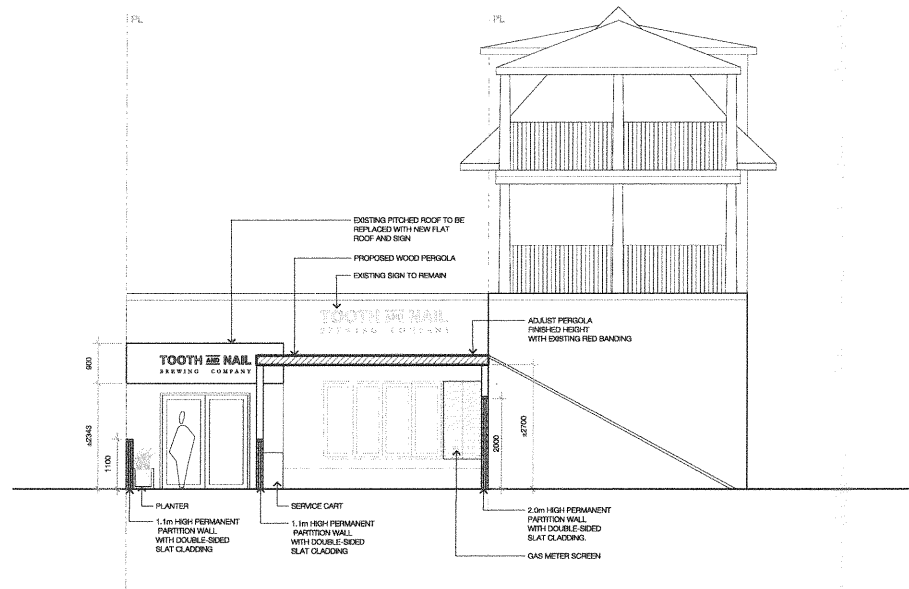 PL
PL
EXISTING PITCHED ROOF TO BE
REPLACED WITH NEW FLAT
ROOF AND SIGN
PROPOSED WOOD PERGOLA
EXISTING SIGN TO REMAIN
TOOTH AND NAIL
BREWING COMPANY
ADJUST PERGOLA
FINISHED HEIGHT
WITH EXISTING RED BANDING
TOOTH AND NAIL
BREWING COMPANY
900
±2343
1100
2000
±2700
PLANTER
1.1m HIGH PERMANENT
PARTITION WALL
WITH DOUBLE-SIDED
SLAT CLADDING
SERVICE CART
1.1m HIGH PERMANENT
PARTITION WALL
WITH DOUBLE-SIDED
SLAT CLADDING
2.0m HIGH PERMANENT
PARTITION WALL
WITH DOUBLE-SIDED
SLAT CLADDING.
GAS METER SCREEN